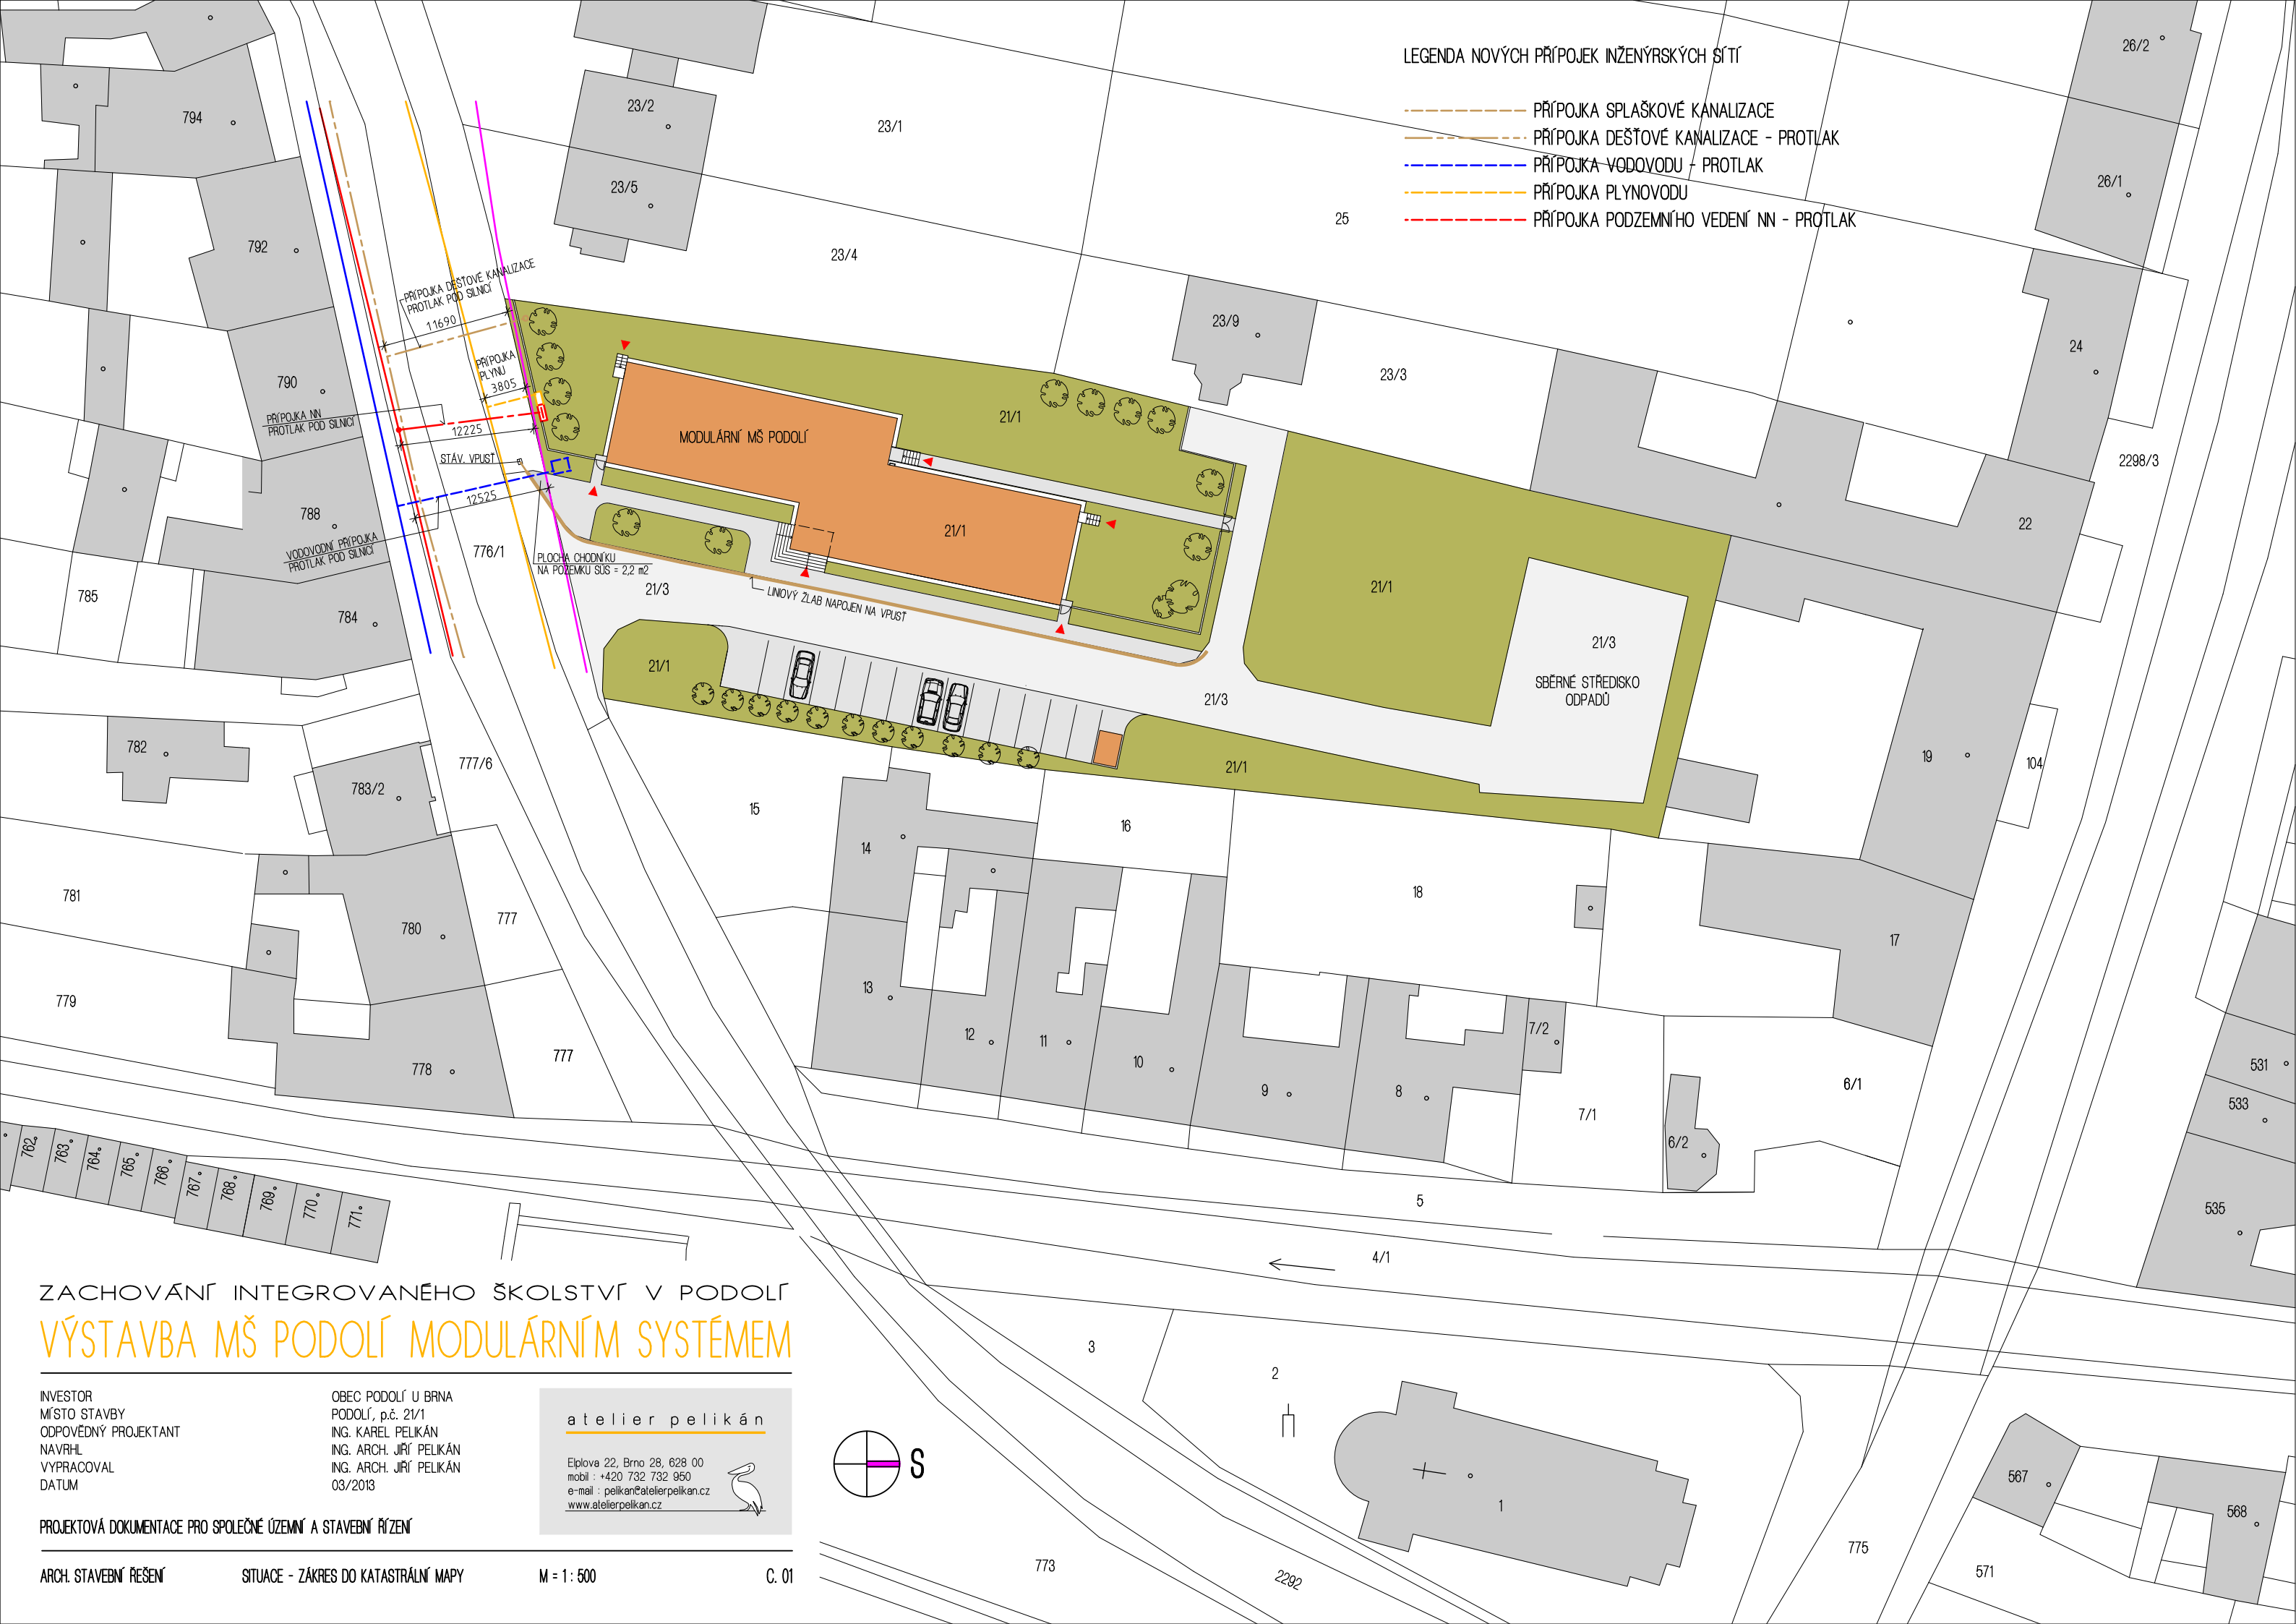 LEGENDA NOVÝCH PŘÍPOJEK INŽENÝRSKÝCH SÍTÍ
PŘÍPOJKA SPLAŠKOVÉ KANALIZACE
PŘÍPOJKA DEŠŤOVÉ KANALIZACE - PROTLAK
PŘÍPOJKA VODOVODU - PROTLAK
PŘÍPOJKA PLYNOVODU
PŘÍPOJKA PODZEMNÍHO VEDENÍ NN - PROTLAK
26/2
26/1
794
23/2
23/1
23/5
25
23/4
792
PŘÍPOJKA DEŠŤOVÉ KANALIZACE
PROTLAK POD SILNICÍ
11690
PŘÍPOJKA
PLYNU
3805
23/9
23/3
24
790
PŘÍPOJKA NN
PROTLAK POD SILNICÍ
12225
STÁV. VPUSŤ
12525
MODULÁRNÍ MŠ PODOLÍ
21/1
2298/3
788
VODOVODNÍ PŘÍPOJKA
PROTLAK POD SILNICÍ
776/1
PLOCHA CHODNÍKU
NA POZEMKU SÚS = 2,2 m2
21/1
22
785
784
21/3
LINIOVÝ ŽLAB NAPOJEN NA VPUSŤ
21/1
21/3
SBĚRNÉ STŘEDISKO
ODPADŮ
21/1
21/3
782
777/6
783/2
21/1
19
104
15
16
14
781
780
777
18
17
779
13
12
11
10
9
8
7/2
7/1
6/1
6/2
778
777
531
533
535
762
763
764
765
766
767
768
769
770
771
5
4/1
3
2
1
773
2292
775
567
568
571
S
ZACHOVÁNÍ INTEGROVANÉHO ŠKOLSTVÍ V PODOLÍ
VÝSTAVBA MŠ PODOLÍ MODULÁRNÍM SYSTÉMEM
INVESTOR OBEC PODOLÍ U BRNA
MÍSTO STAVBY PODOLÍ, p.č. 21/1
ODPOVĚDNÝ PROJEKTANT ING. KAREL PELIKÁN
NAVRHL ING. ARCH. JIŘÍ PELIKÁN
VYPRACOVAL ING. ARCH. JIŘÍ PELIKÁN
DATUM 03/2013
atelier pelikán
Elplova 22, Brno 28, 628 00
mobil : +420 732 732 950
e-mail : pelikan@atelierpelikan.cz
www.atelierpelikan.cz
PROJEKTOVÁ DOKUMENTACE PRO SPOLEČNÉ ÚZEMNÍ A STAVEBNÍ ŘÍZENÍ
ARCH. STAVEBNÍ ŘEŠENÍ SITUACE - ZÁKRES DO KATASTRÁLNÍ MAPY M = 1 : 500 C. 01